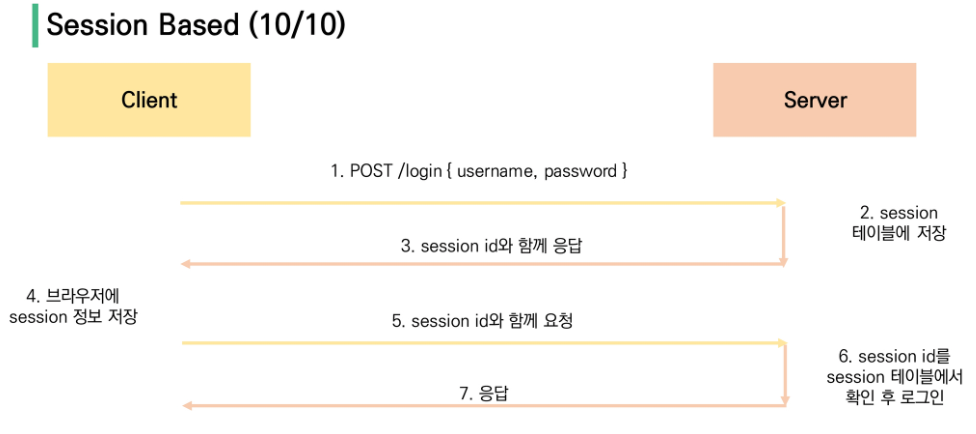 Session Based (10/10)
Client
Server
1. POST /login { username, password }
2. session
테이블에 저장
3. session id와 함께 응답
4. 브라우저에
session 정보 저장
5. session id와 함께 요청
6. session id를
session 테이블에서
확인 후 로그인
7. 응답